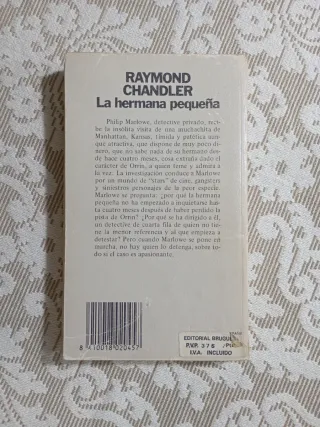 RAYMOND
CHANDLER
La hermana pequeña
Philip Marlowe, detective privado, reci-
be la insólita visita de una muchachita de
Manhattan, Kansas, tímida y patética aun-
que atractiva, que dispone de muy poco di-
nero, que no sabe nada de su hermano des-
de hace cuatro meses, cosa extraña dado el
carácter de Orrin, a quien teme y admira a
la vez. La investigación conduce a Marlowe
por un mundo de "stars" de cine, gangsters
y siniestros personajes de la peor especie.
Marlowe se pregunta: ¿por qué la hermana
pequeña no ha empezado a inquietarse has-
ta cuatro meses después de haber perdido la
pista de Orrin? ¿Por qué se ha dirigido a él,
un detective de cuarta fila de quien no tie-
ne la menor referencia y al que empieza a
detestar? Pero cuando Marlowe se pone en
marcha, no hay quien lo detenga, sobre to-
do si el caso es apasionante.
8 410018 020457
EDITORIAL BRUGUE
P.V.P. 378
I.V.A. INCLUIDO